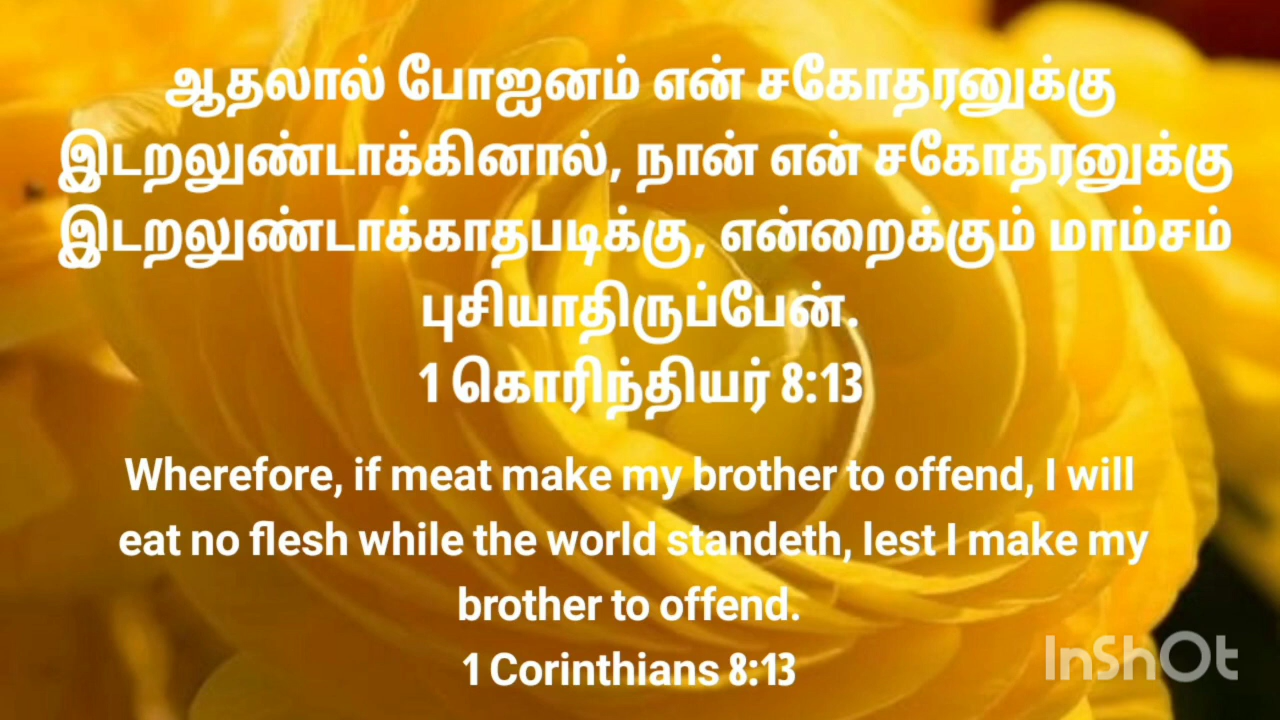 ஆதலால் போஐனம் என் சகோதரனுக்கு
இடறலுண்டாக்கினால், நான் என் சகோதரனுக்கு
இடறலுண்டாக்காதபடிக்கு, என்றைக்கும் மாம்சம்
புசியாதிருப்பேன்.
1 கொரிந்தியர் 8:13
Wherefore, if meat make my brother to offend, I will
eat no flesh while the world standeth, lest I make my
brother to offend.
1 Corinthians 8:13
InShOt